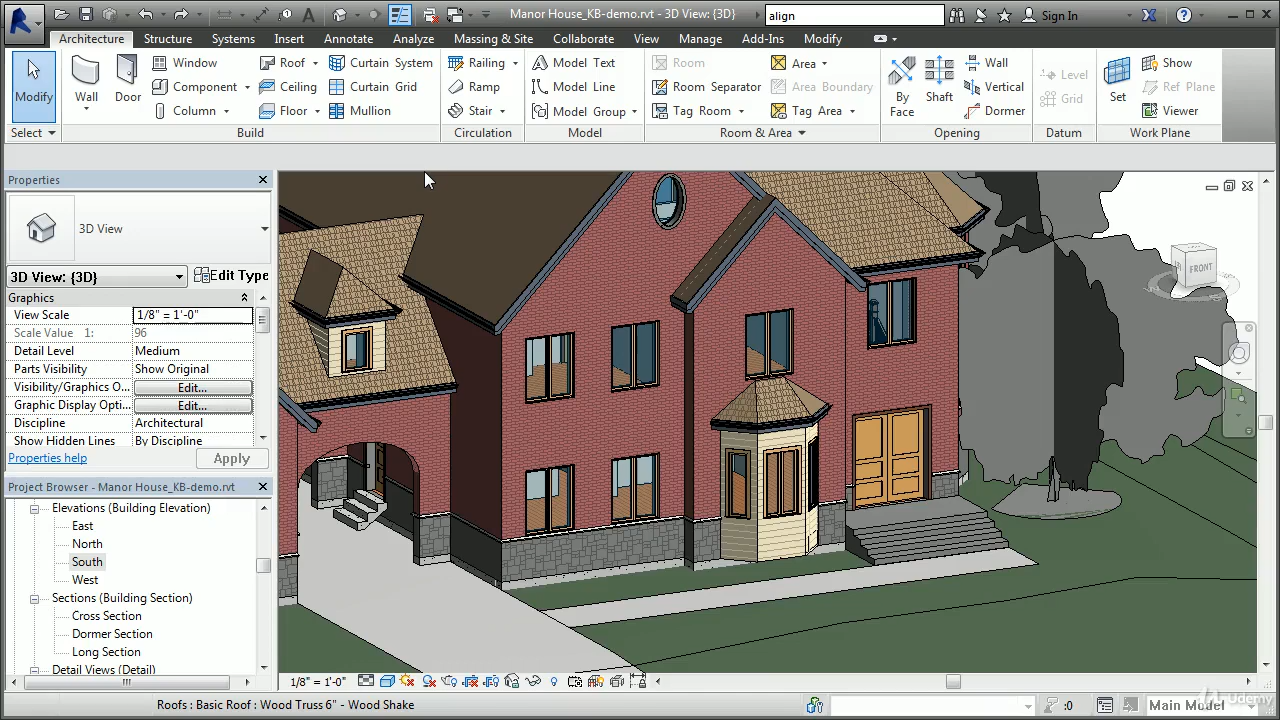 Manor House_KB-demo.rvt - 3D View: {3D}
align
Sign In
Architecture Structure Systems Insert Annotate Analyze Massing & Site Collaborate View Manage Add-Ins Modify
Modify
Wall
Door
Window
Component
Column
Roof
Ceiling
Floor
Curtain System
Curtain Grid
Mullion
Railing
Ramp
Stair
Model Text
Model Line
Model Group
Room
Room Separator
Tag Room
Area
Area Boundary
Tag Area
By Face
Shaft
Wall
Vertical
Dormer
Level
Grid
Set
Show
Ref Plane
Viewer
Select Build Circulation Model Room & Area Opening Datum Work Plane
Properties
3D View
3D View: {3D} Edit Type
Graphics
View Scale 1/8" = 1'-0"
Scale Value 1: 96
Detail Level Medium
Parts Visibility Show Original
Visibility/Graphics O... Edit...
Graphic Display Opti... Edit...
Discipline Architectural
Show Hidden Lines By Discipline
Properties help Apply
Project Browser - Manor House_KB-demo.rvt
Elevations (Building Elevation)
East
North
South
West
Sections (Building Section)
Cross Section
Dormer Section
Long Section
Detail Views (Detail)
FRONT
1/8" = 1'-0"
Roofs : Basic Roof : Wood Truss 6" - Wood Shake
:0
Main Model
Udemy